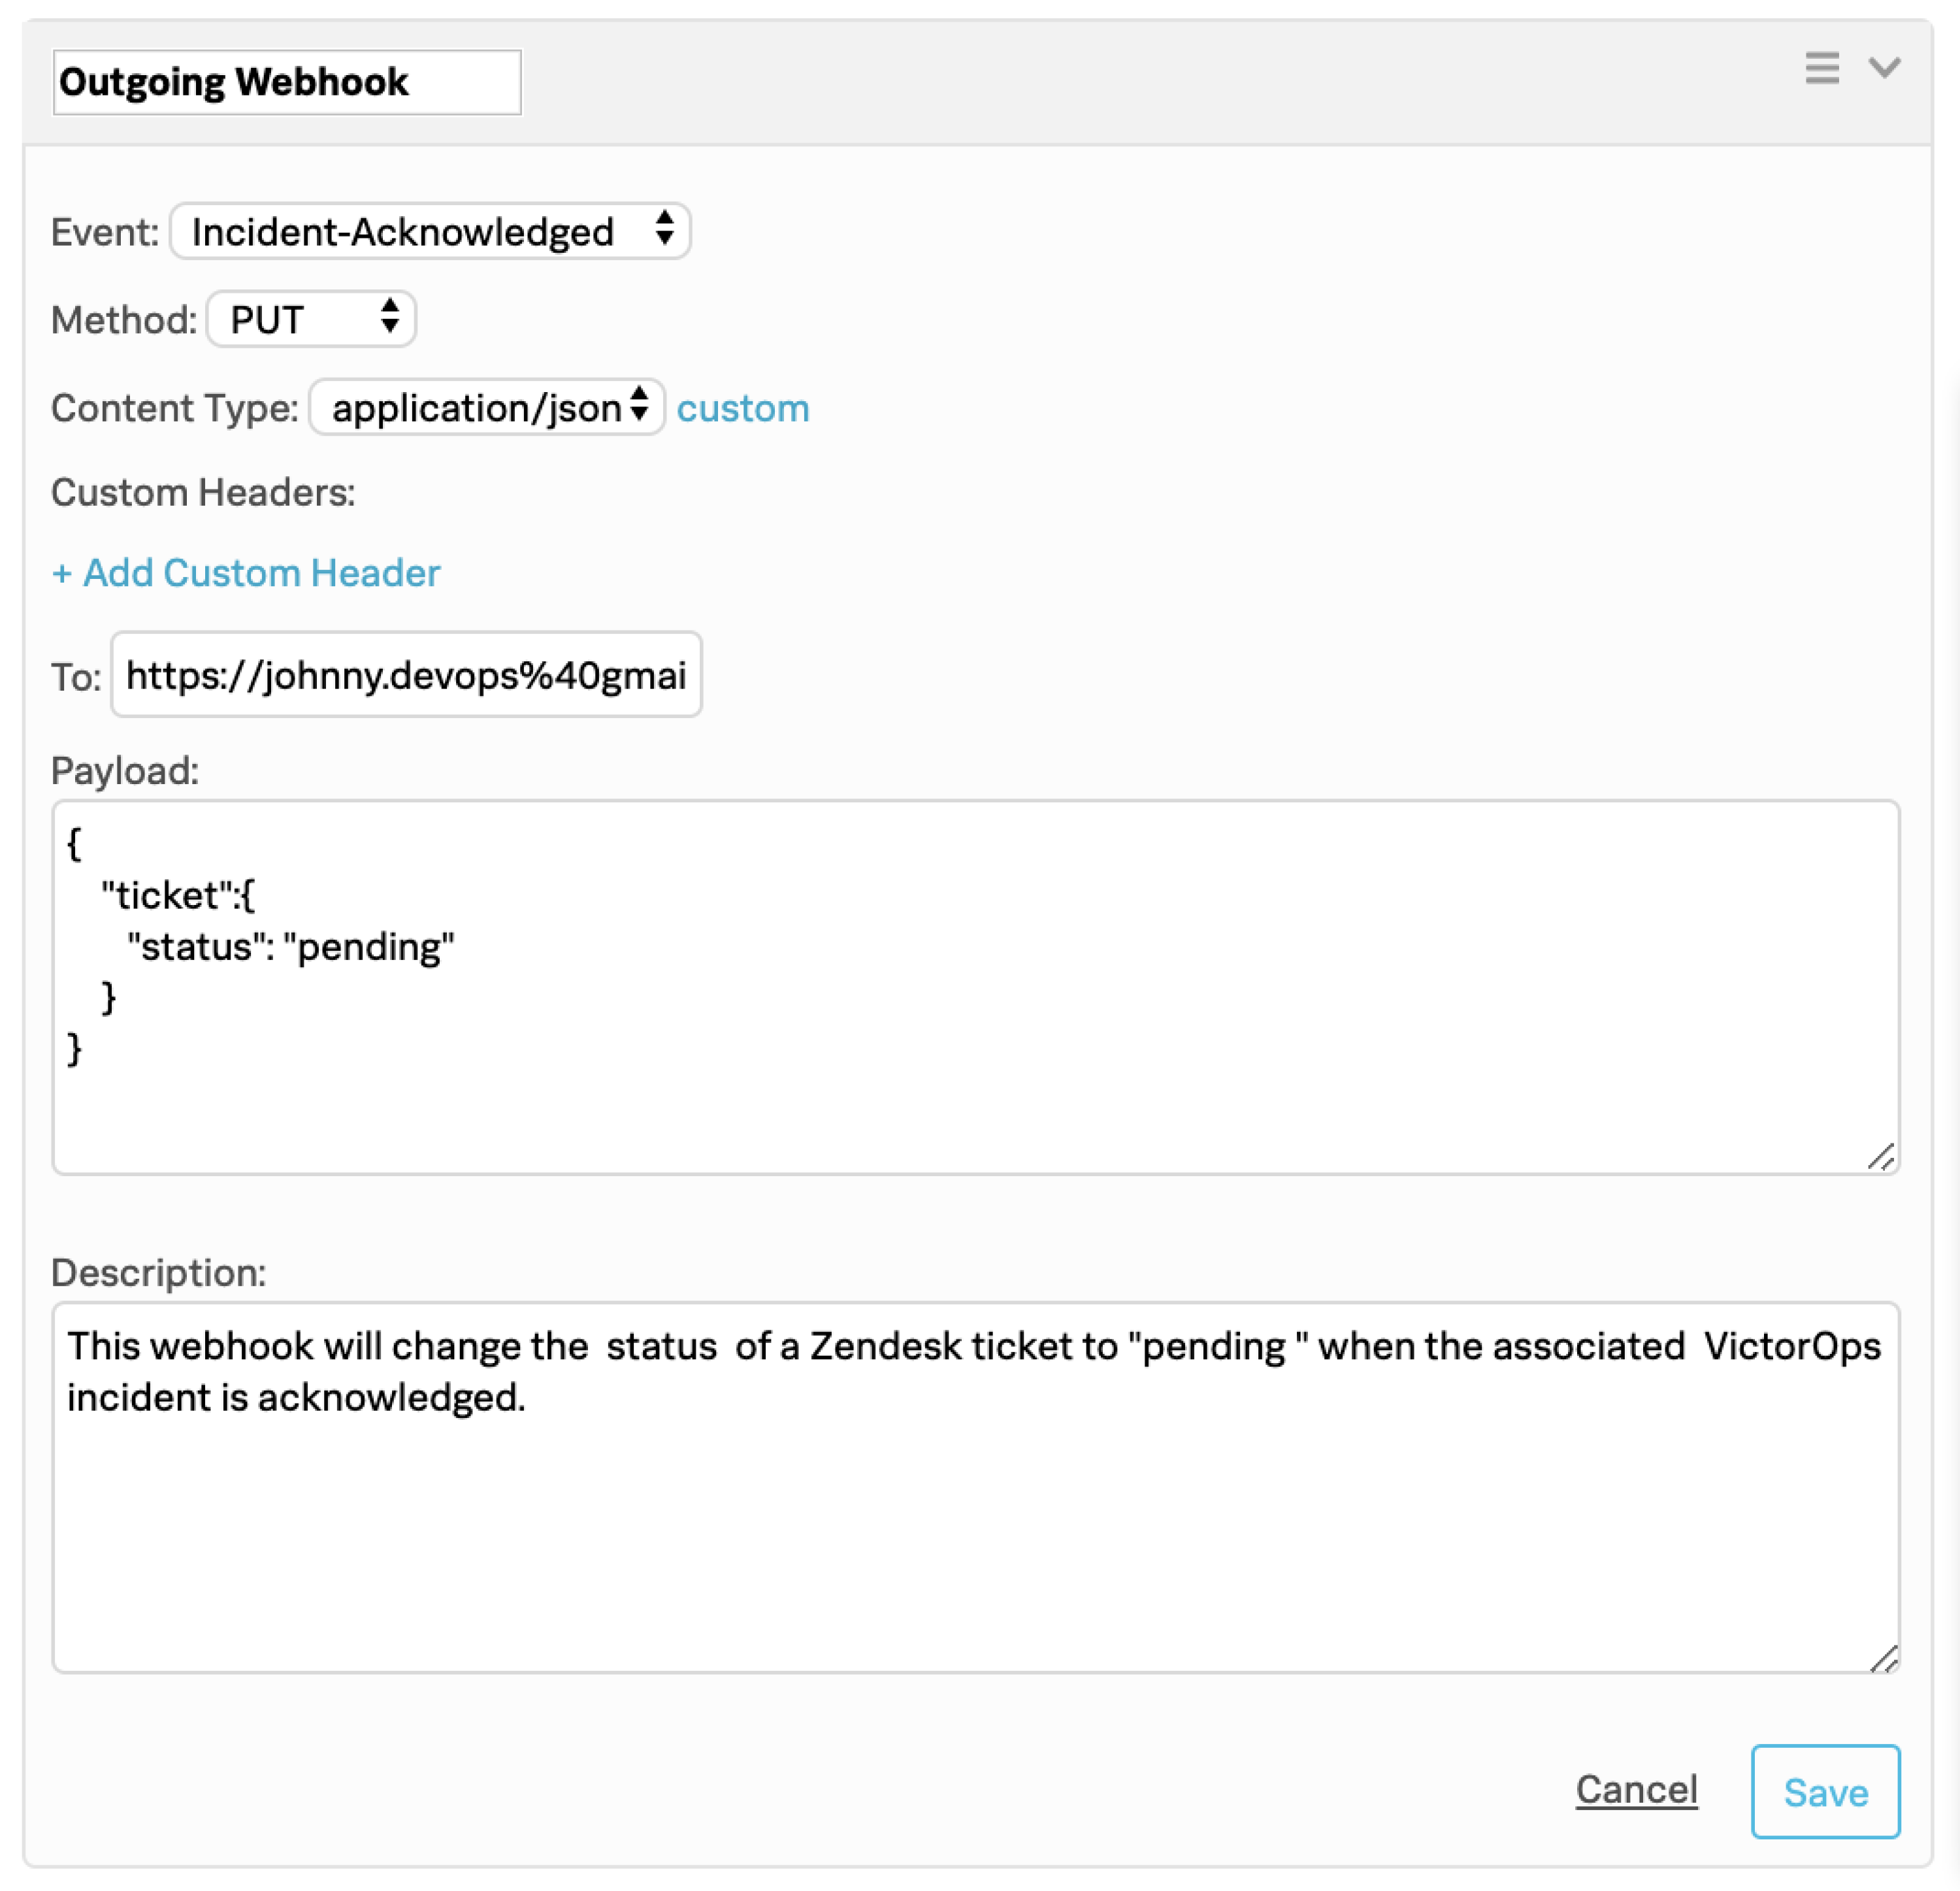 Outgoing Webhook
Event: Incident-Acknowledged
Method: PUT
Content Type: application/json custom
Custom Headers:
+ Add Custom Header
To: https://johnny.devops%40gmai
Payload:
{
"ticket":{
"status": "pending"
}
}
Description:
This webhook will change the  status  of a Zendesk ticket to "pending " when the associated  VictorOps
incident is acknowledged.
Cancel Save